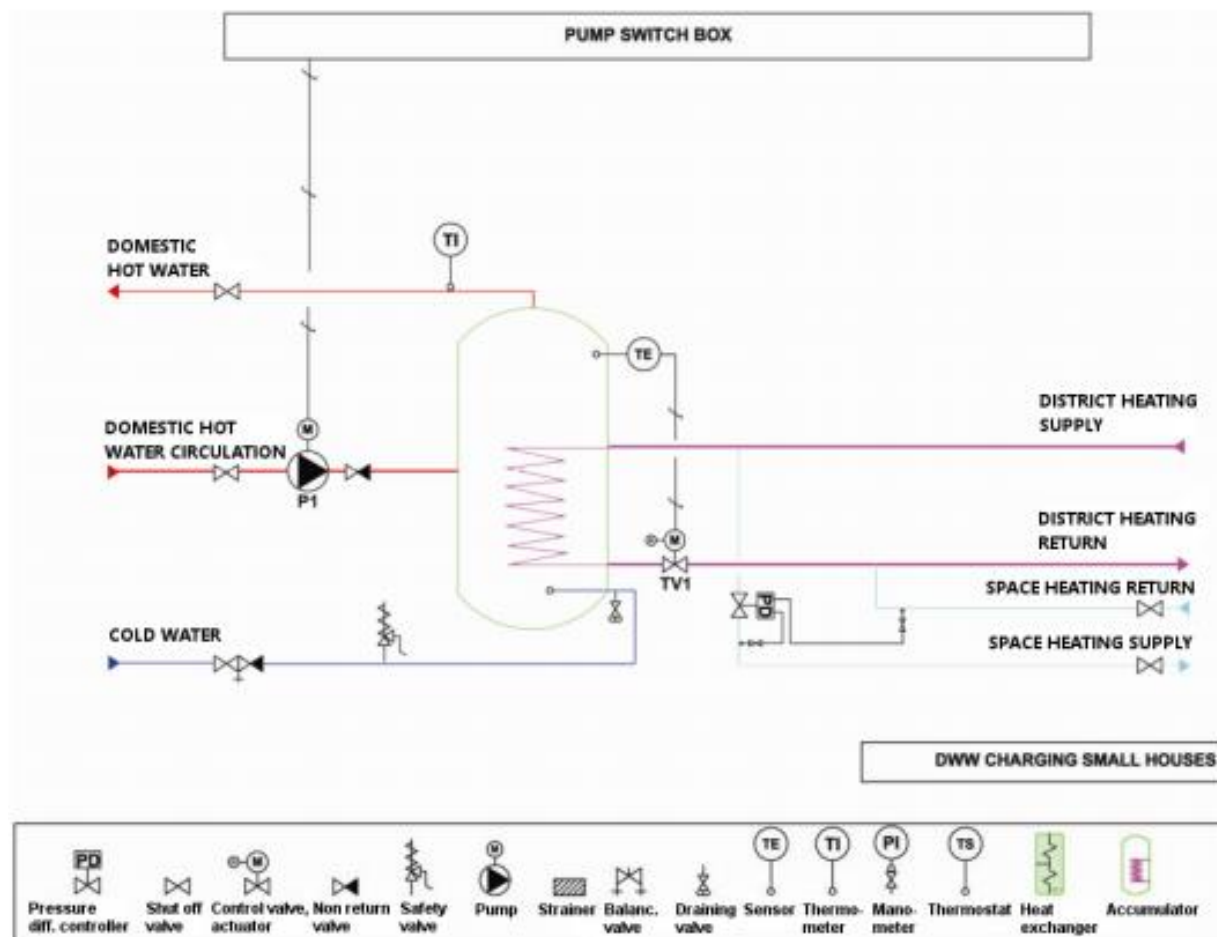 PUMP SWITCH BOX
TI
DOMESTIC
HOT WATER
TE
DISTRICT HEATING
SUPPLY
M
DOMESTIC HOT
WATER CIRCULATION
P1
DISTRICT HEATING
RETURN
M
TV1
SPACE HEATING RETURN
PD
COLD WATER
SPACE HEATING SUPPLY
DWW CHARGING SMALL HOUSES
PD
M
M
TE
TI
PI
TS
Pressure
diff. controller
Shut off
valve
Control valve,
actuator
Non return
valve
Safety
valve
Pump
Strainer
Balanc.
valve
Draining
valve
Sensor
Thermo-
meter
Mano-
meter
Thermostat
Heat
exchanger
Accumulator